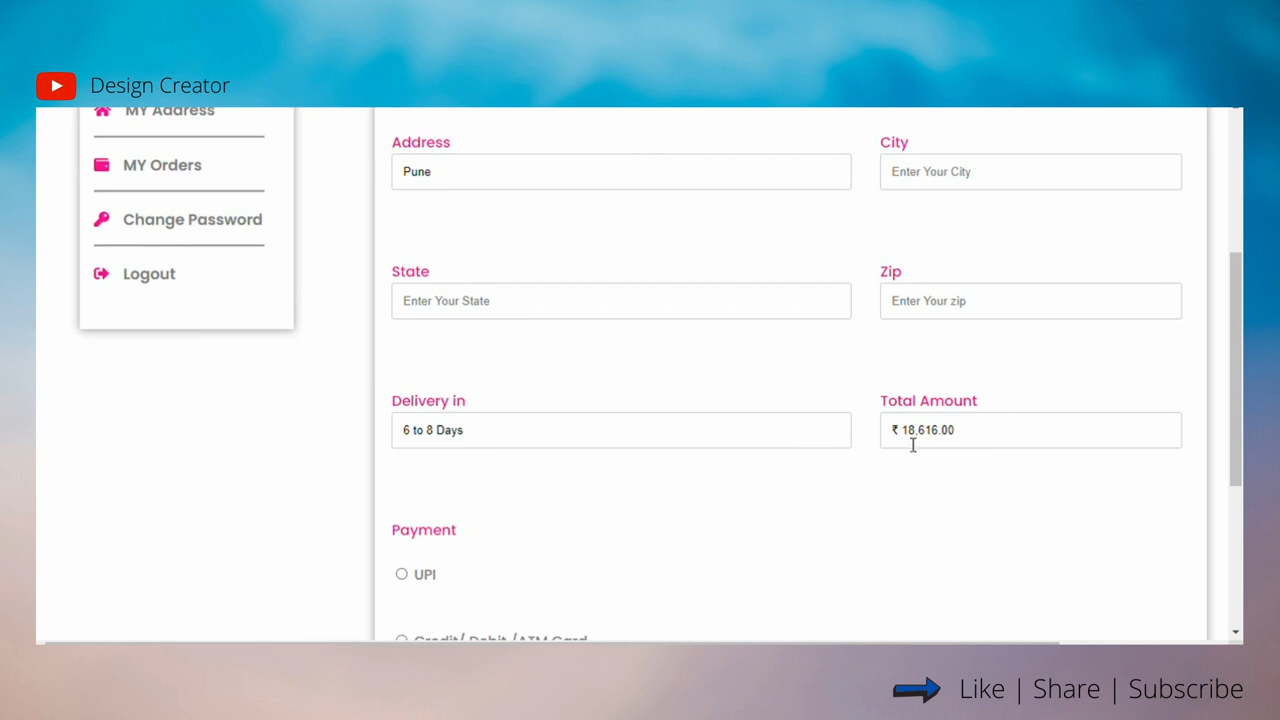 Design Creator
MY Address
MY Orders
Change Password
Logout
Address
City
Pune
Enter Your City
State
Zip
Enter Your State
Enter Your zip
Delivery in
Total Amount
6 to 8 Days
₹ 18,616.00
Payment
UPI
Credit/ Debit /ATM Card
Like | Share | Subscribe